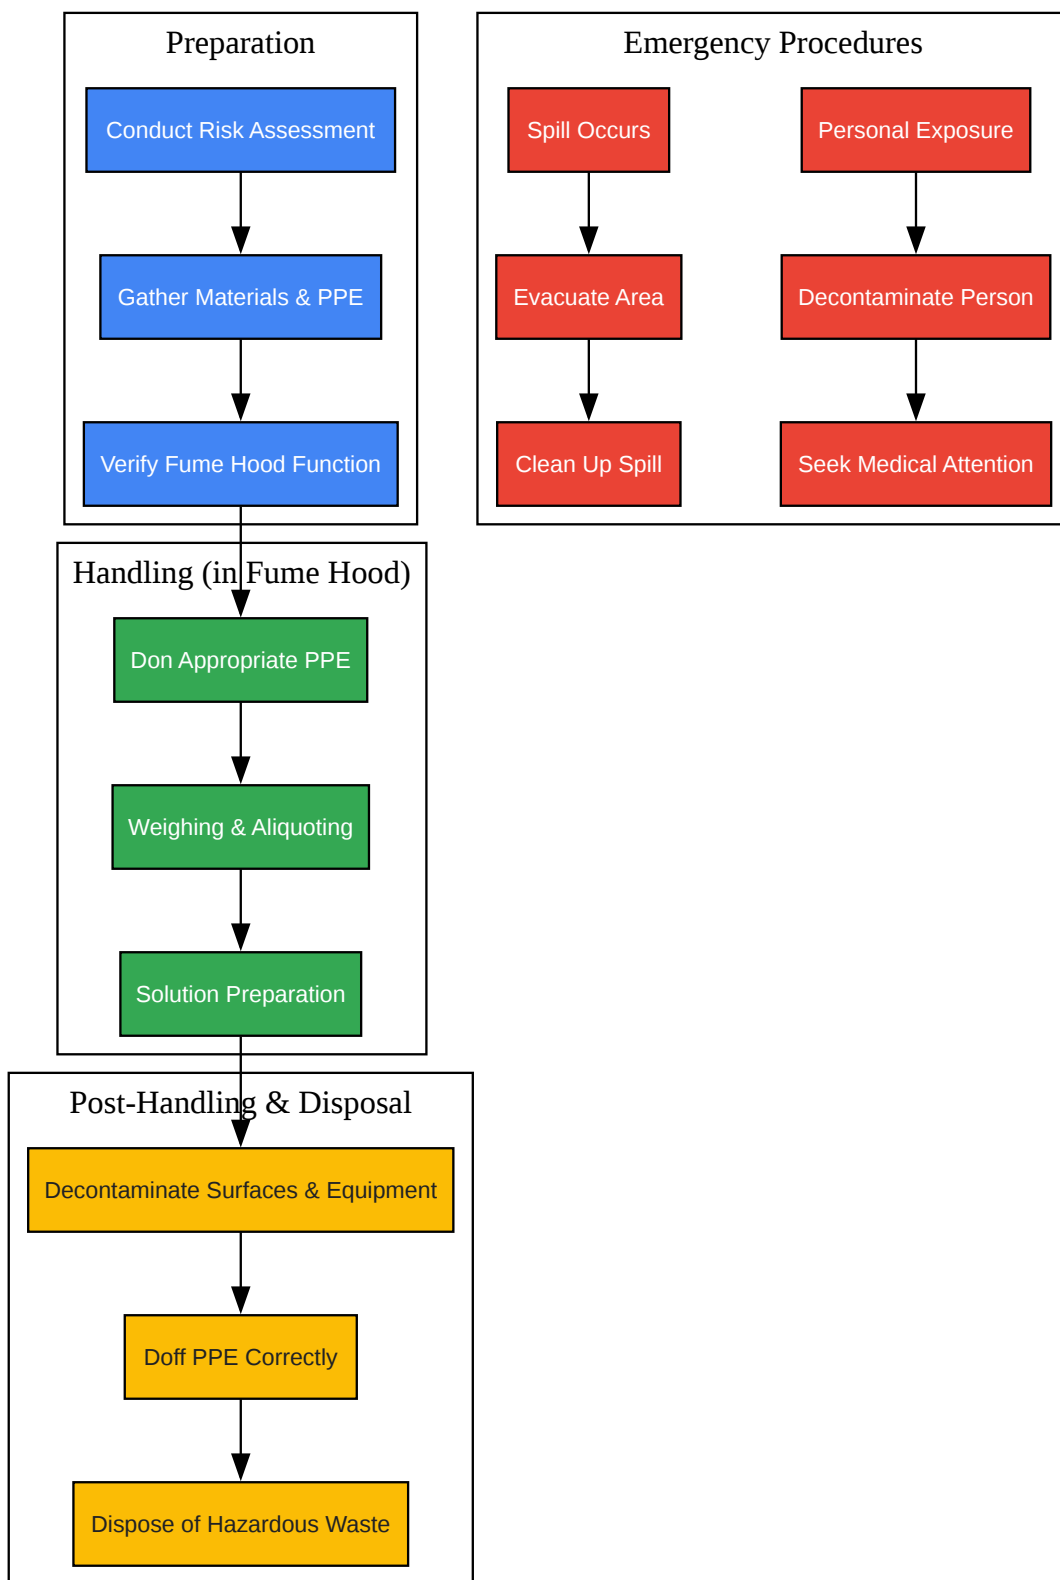 Preparation
Conduct Risk Assessment
Gather Materials & PPE
Verify Fume Hood Function
Emergency Procedures
Spill Occurs
Evacuate Area
Clean Up Spill
Personal Exposure
Decontaminate Person
Seek Medical Attention
Handling (in Fume Hood)
Don Appropriate PPE
Weighing & Aliquoting
Solution Preparation
Post-Handling & Disposal
Decontaminate Surfaces & Equipment
Doff PPE Correctly
Dispose of Hazardous Waste